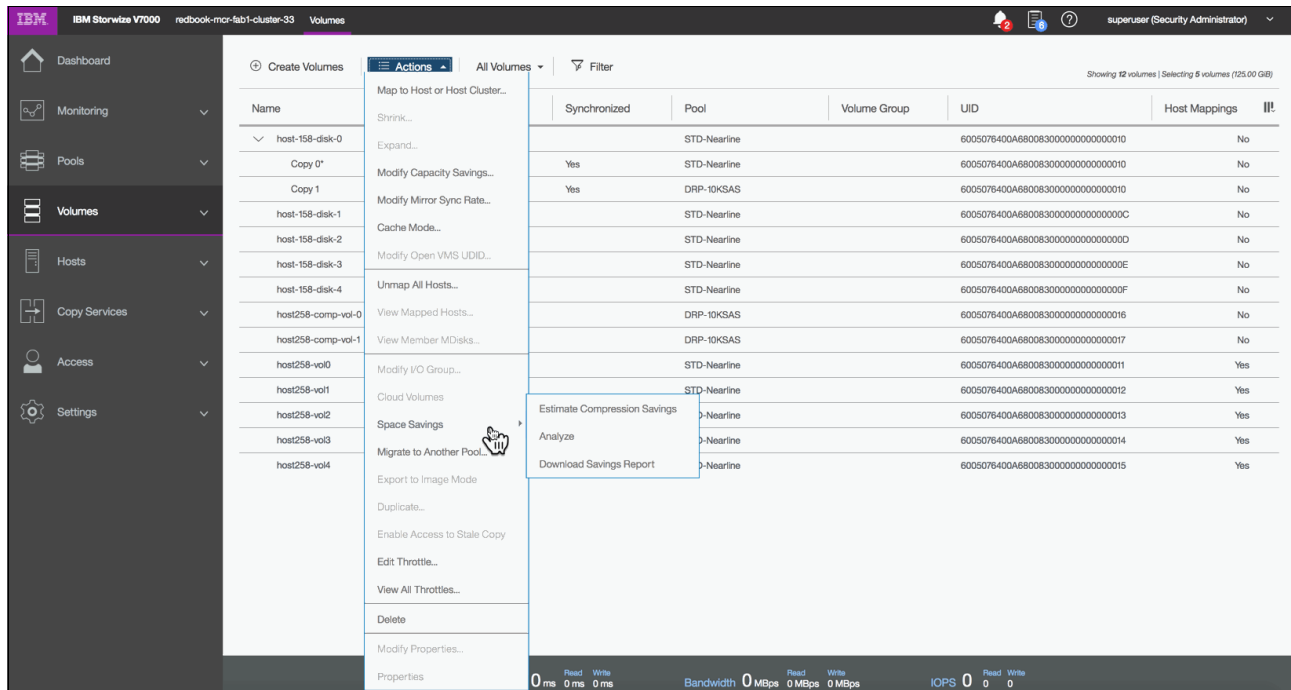 IBM IBM Storwize V7000 redbook-mcr-fab1-cluster-33 Volumes 2 6 ? superuser (Security Administrator)
Dashboard
Monitoring
Pools
Volumes
Hosts
Copy Services
Access
Settings
Create Volumes Actions All Volumes Filter
Showing 12 volumes | Selecting 5 volumes (125.00 GiB)
Name Synchronized Pool Volume Group UID Host Mappings
host-158-disk-0 STD-Nearline 6005076400A680083000000000000010 No
Copy 0* Yes STD-Nearline 6005076400A680083000000000000010 No
Copy 1 Yes DRP-10KSAS 6005076400A680083000000000000010 No
host-158-disk-1 STD-Nearline 6005076400A68008300000000000000C No
host-158-disk-2 STD-Nearline 6005076400A68008300000000000000D No
host-158-disk-3 STD-Nearline 6005076400A68008300000000000000E No
host-158-disk-4 STD-Nearline 6005076400A68008300000000000000F No
host258-comp-vol-0 DRP-10KSAS 6005076400A680083000000000000016 No
host258-comp-vol-1 DRP-10KSAS 6005076400A680083000000000000017 No
host258-vol0 STD-Nearline 6005076400A680083000000000000011 Yes
host258-vol1 STD-Nearline 6005076400A680083000000000000012 Yes
host258-vol2 D-Nearline 6005076400A680083000000000000013 Yes
host258-vol3 D-Nearline 6005076400A680083000000000000014 Yes
host258-vol4 D-Nearline 6005076400A680083000000000000015 Yes
Map to Host or Host Cluster...
Shrink...
Expand...
Modify Capacity Savings...
Modify Mirror Sync Rate...
Cache Mode...
Modify Open VMS UDID...
Unmap All Hosts...
View Mapped Hosts...
View Member MDisks...
Modify I/O Group...
Cloud Volumes
Space Savings
Migrate to Another Pool...
Export to Image Mode
Duplicate...
Enable Access to Stale Copy
Edit Throttle...
View All Throttles...
Delete
Modify Properties...
Properties
Estimate Compression Savings
Analyze
Download Savings Report
0 ms Read 0 ms Write 0 ms Bandwidth 0 MBps Read 0 MBps Write 0 MBps IOPS 0 Read 0 Write 0